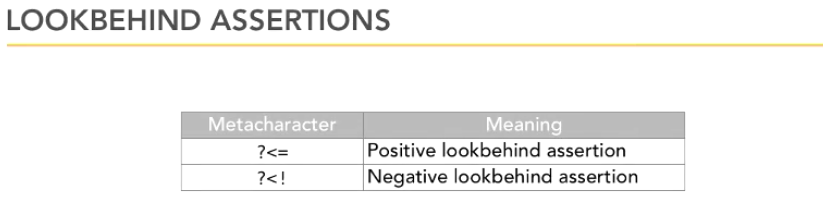 LOOKBEHIND ASSERTIONS
Metacharacter Meaning
?<= Positive lookbehind assertion
?<! Negative lookbehind assertion